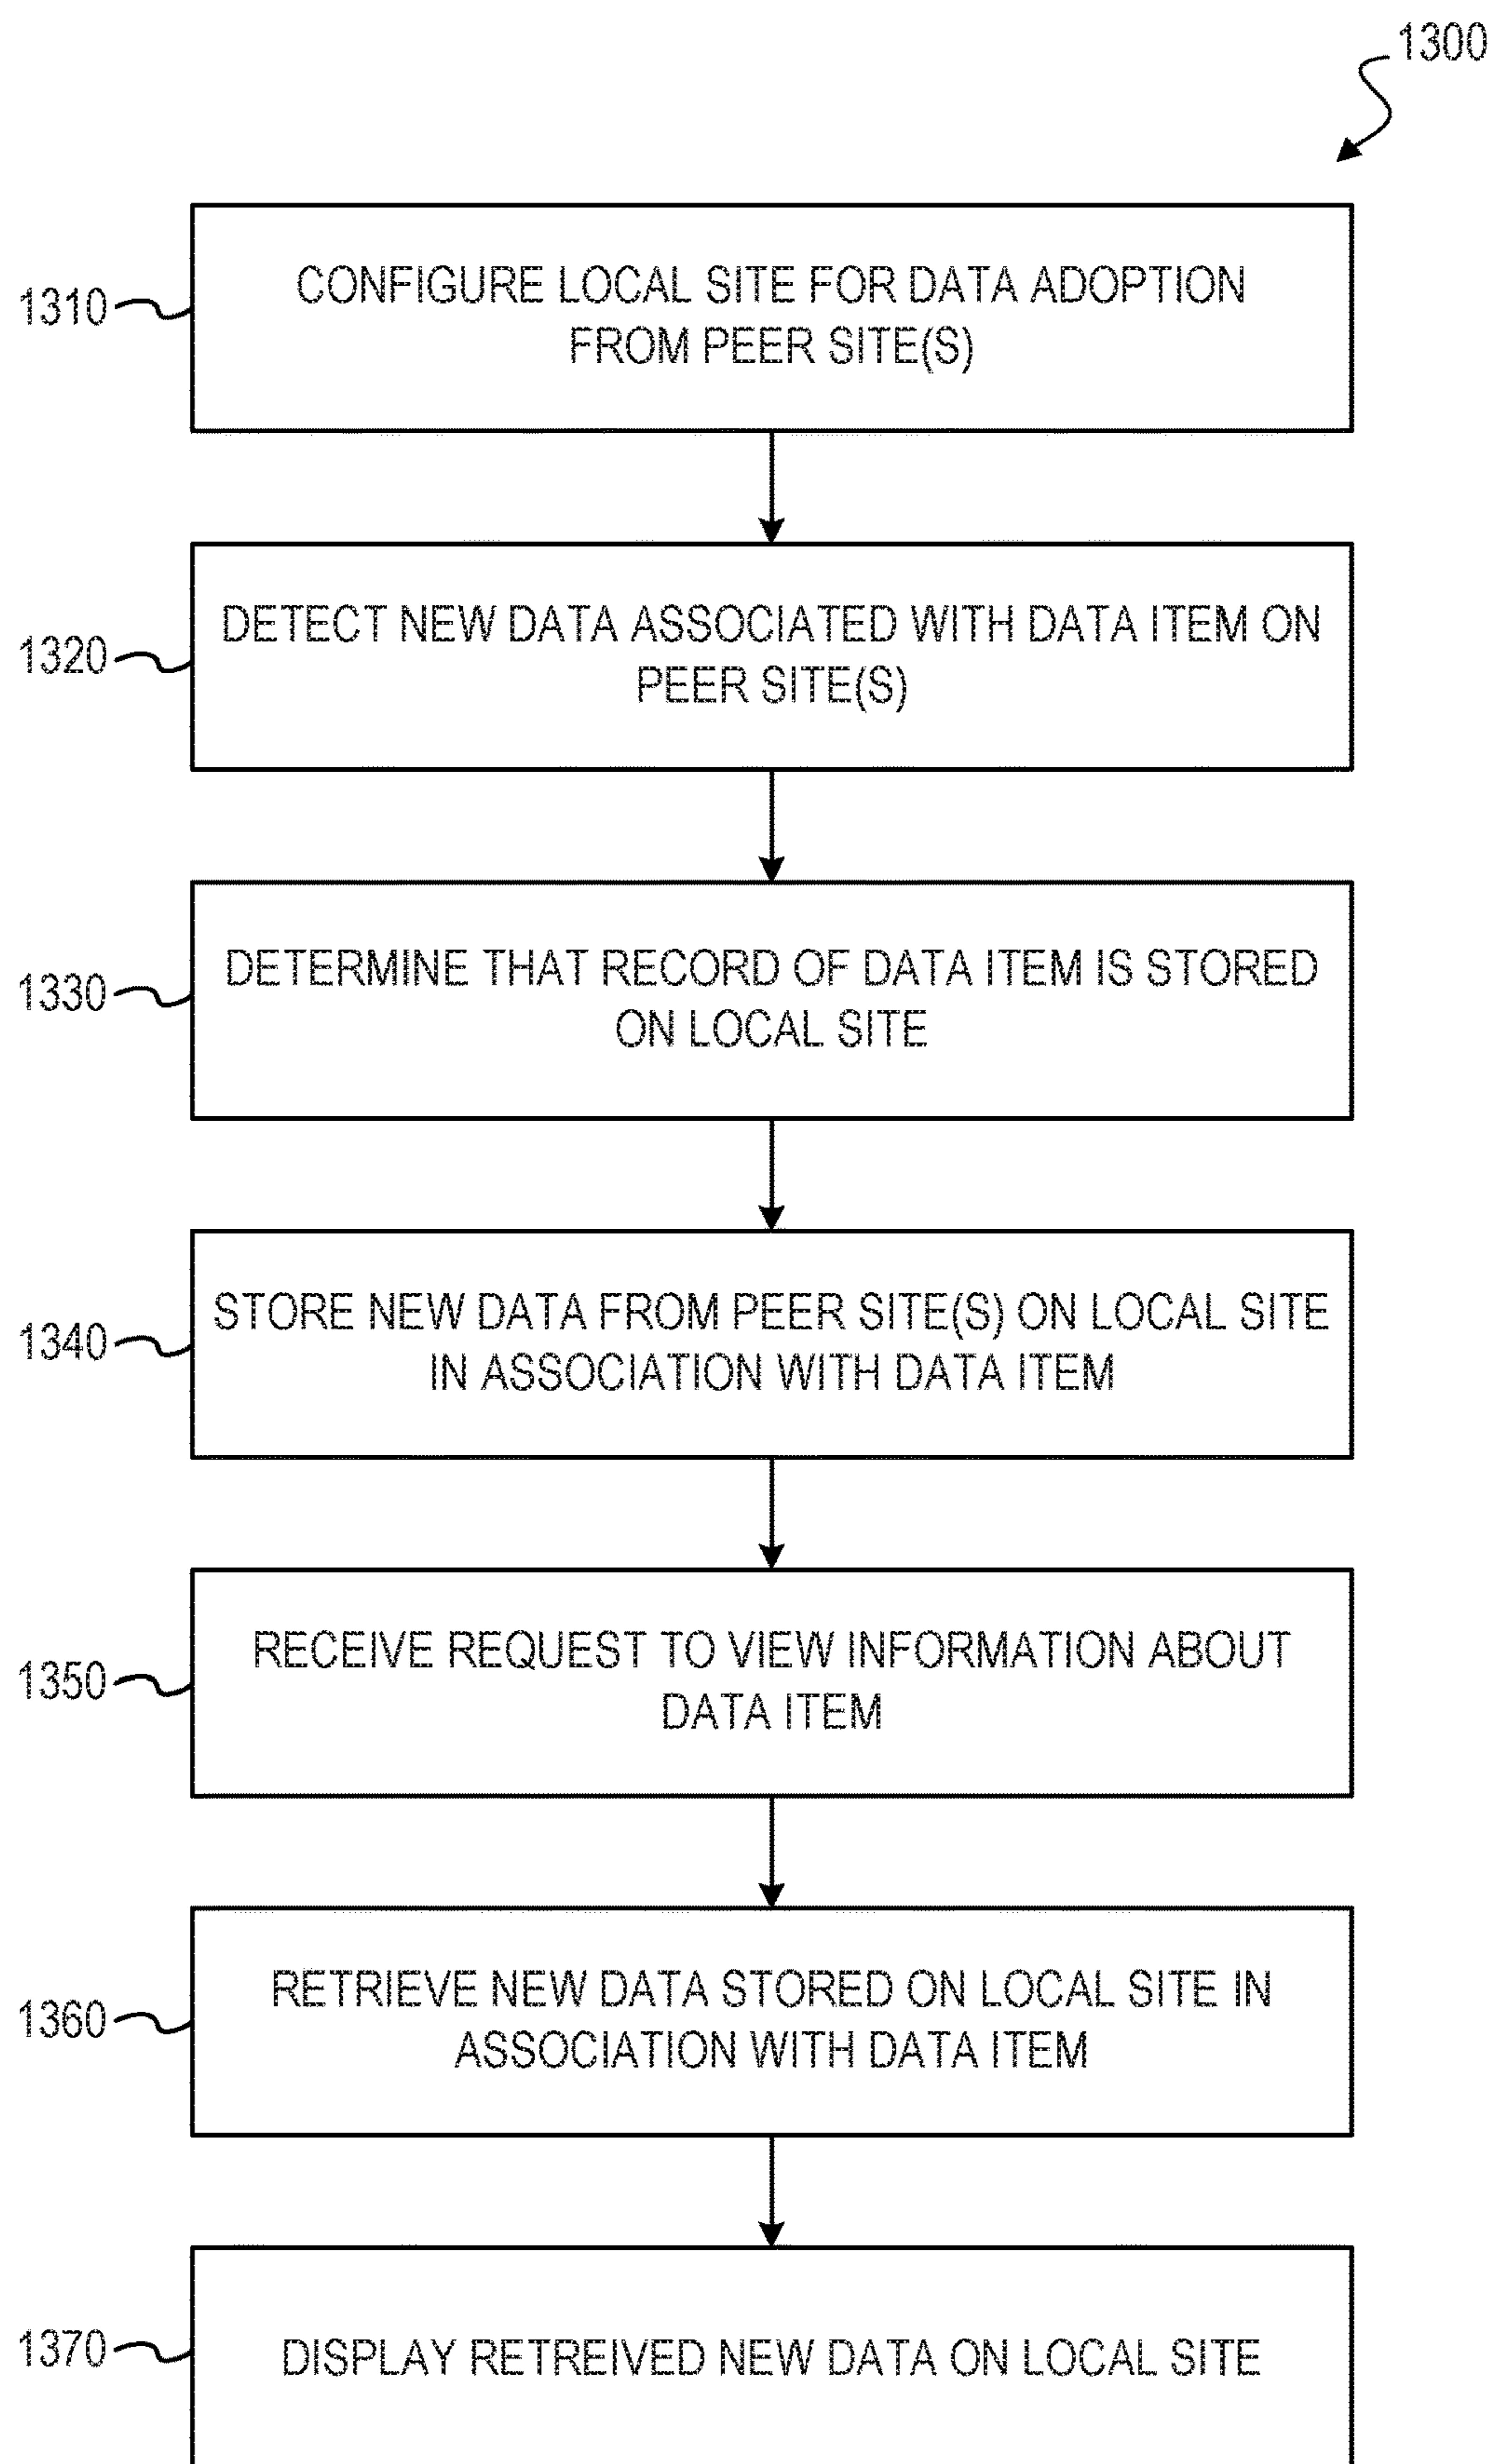 1300
1310
CONFIGURE LOCAL SITE FOR DATA ADOPTION
FROM PEER SITE(S)
1320
DETECT NEW DATA ASSOCIATED WITH DATA ITEM ON
PEER SITE(S)
1330
DETERMINE THAT RECORD OF DATA ITEM IS STORED
ON LOCAL SITE
1340
STORE NEW DATA FROM PEER SITE(S) ON LOCAL SITE
IN ASSOCIATION WITH DATA ITEM
1350
RECEIVE REQUEST TO VIEW INFORMATION ABOUT
DATA ITEM
1360
RETRIEVE NEW DATA STORED ON LOCAL SITE IN
ASSOCIATION WITH DATA ITEM
1370
DISPLAY RETREIVED NEW DATA ON LOCAL SITE